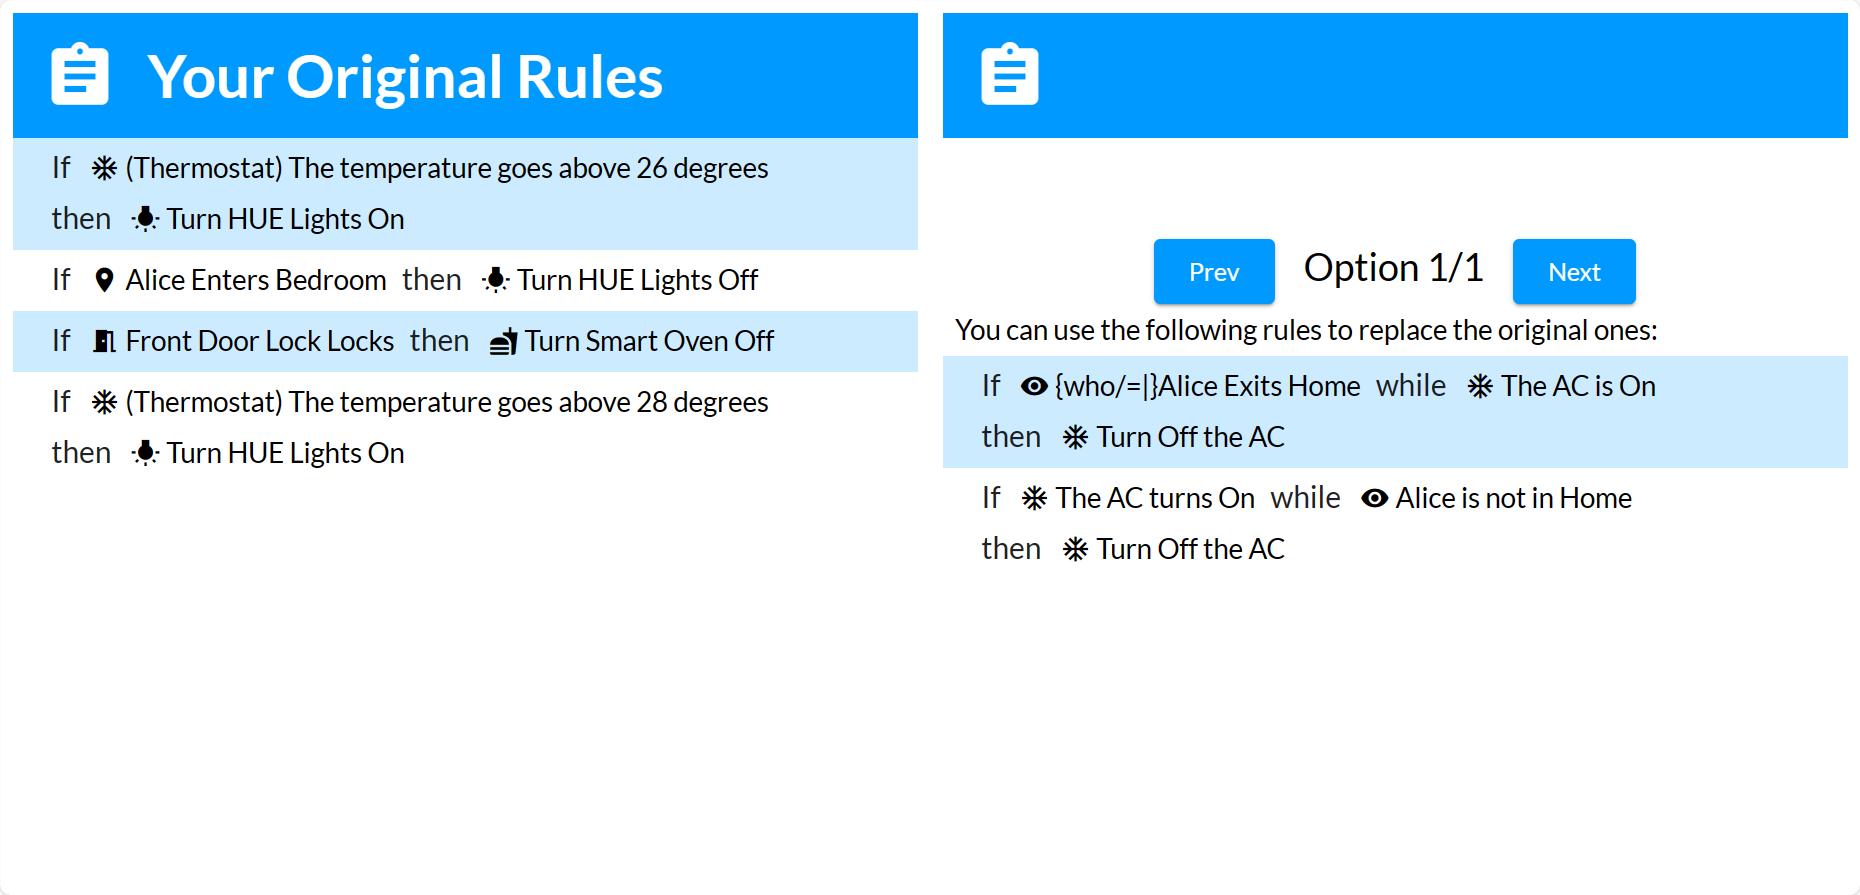 Your Original Rules
If (Thermostat) The temperature goes above 26 degrees
then Turn HUE Lights On
If Alice Enters Bedroom then Turn HUE Lights Off
If Front Door Lock Locks then Turn Smart Oven Off
If (Thermostat) The temperature goes above 28 degrees
then Turn HUE Lights On
Prev Option 1/1 Next
You can use the following rules to replace the original ones:
If {who/=|}Alice Exits Home while The AC is On
then Turn Off the AC
If The AC turns On while Alice is not in Home
then Turn Off the AC